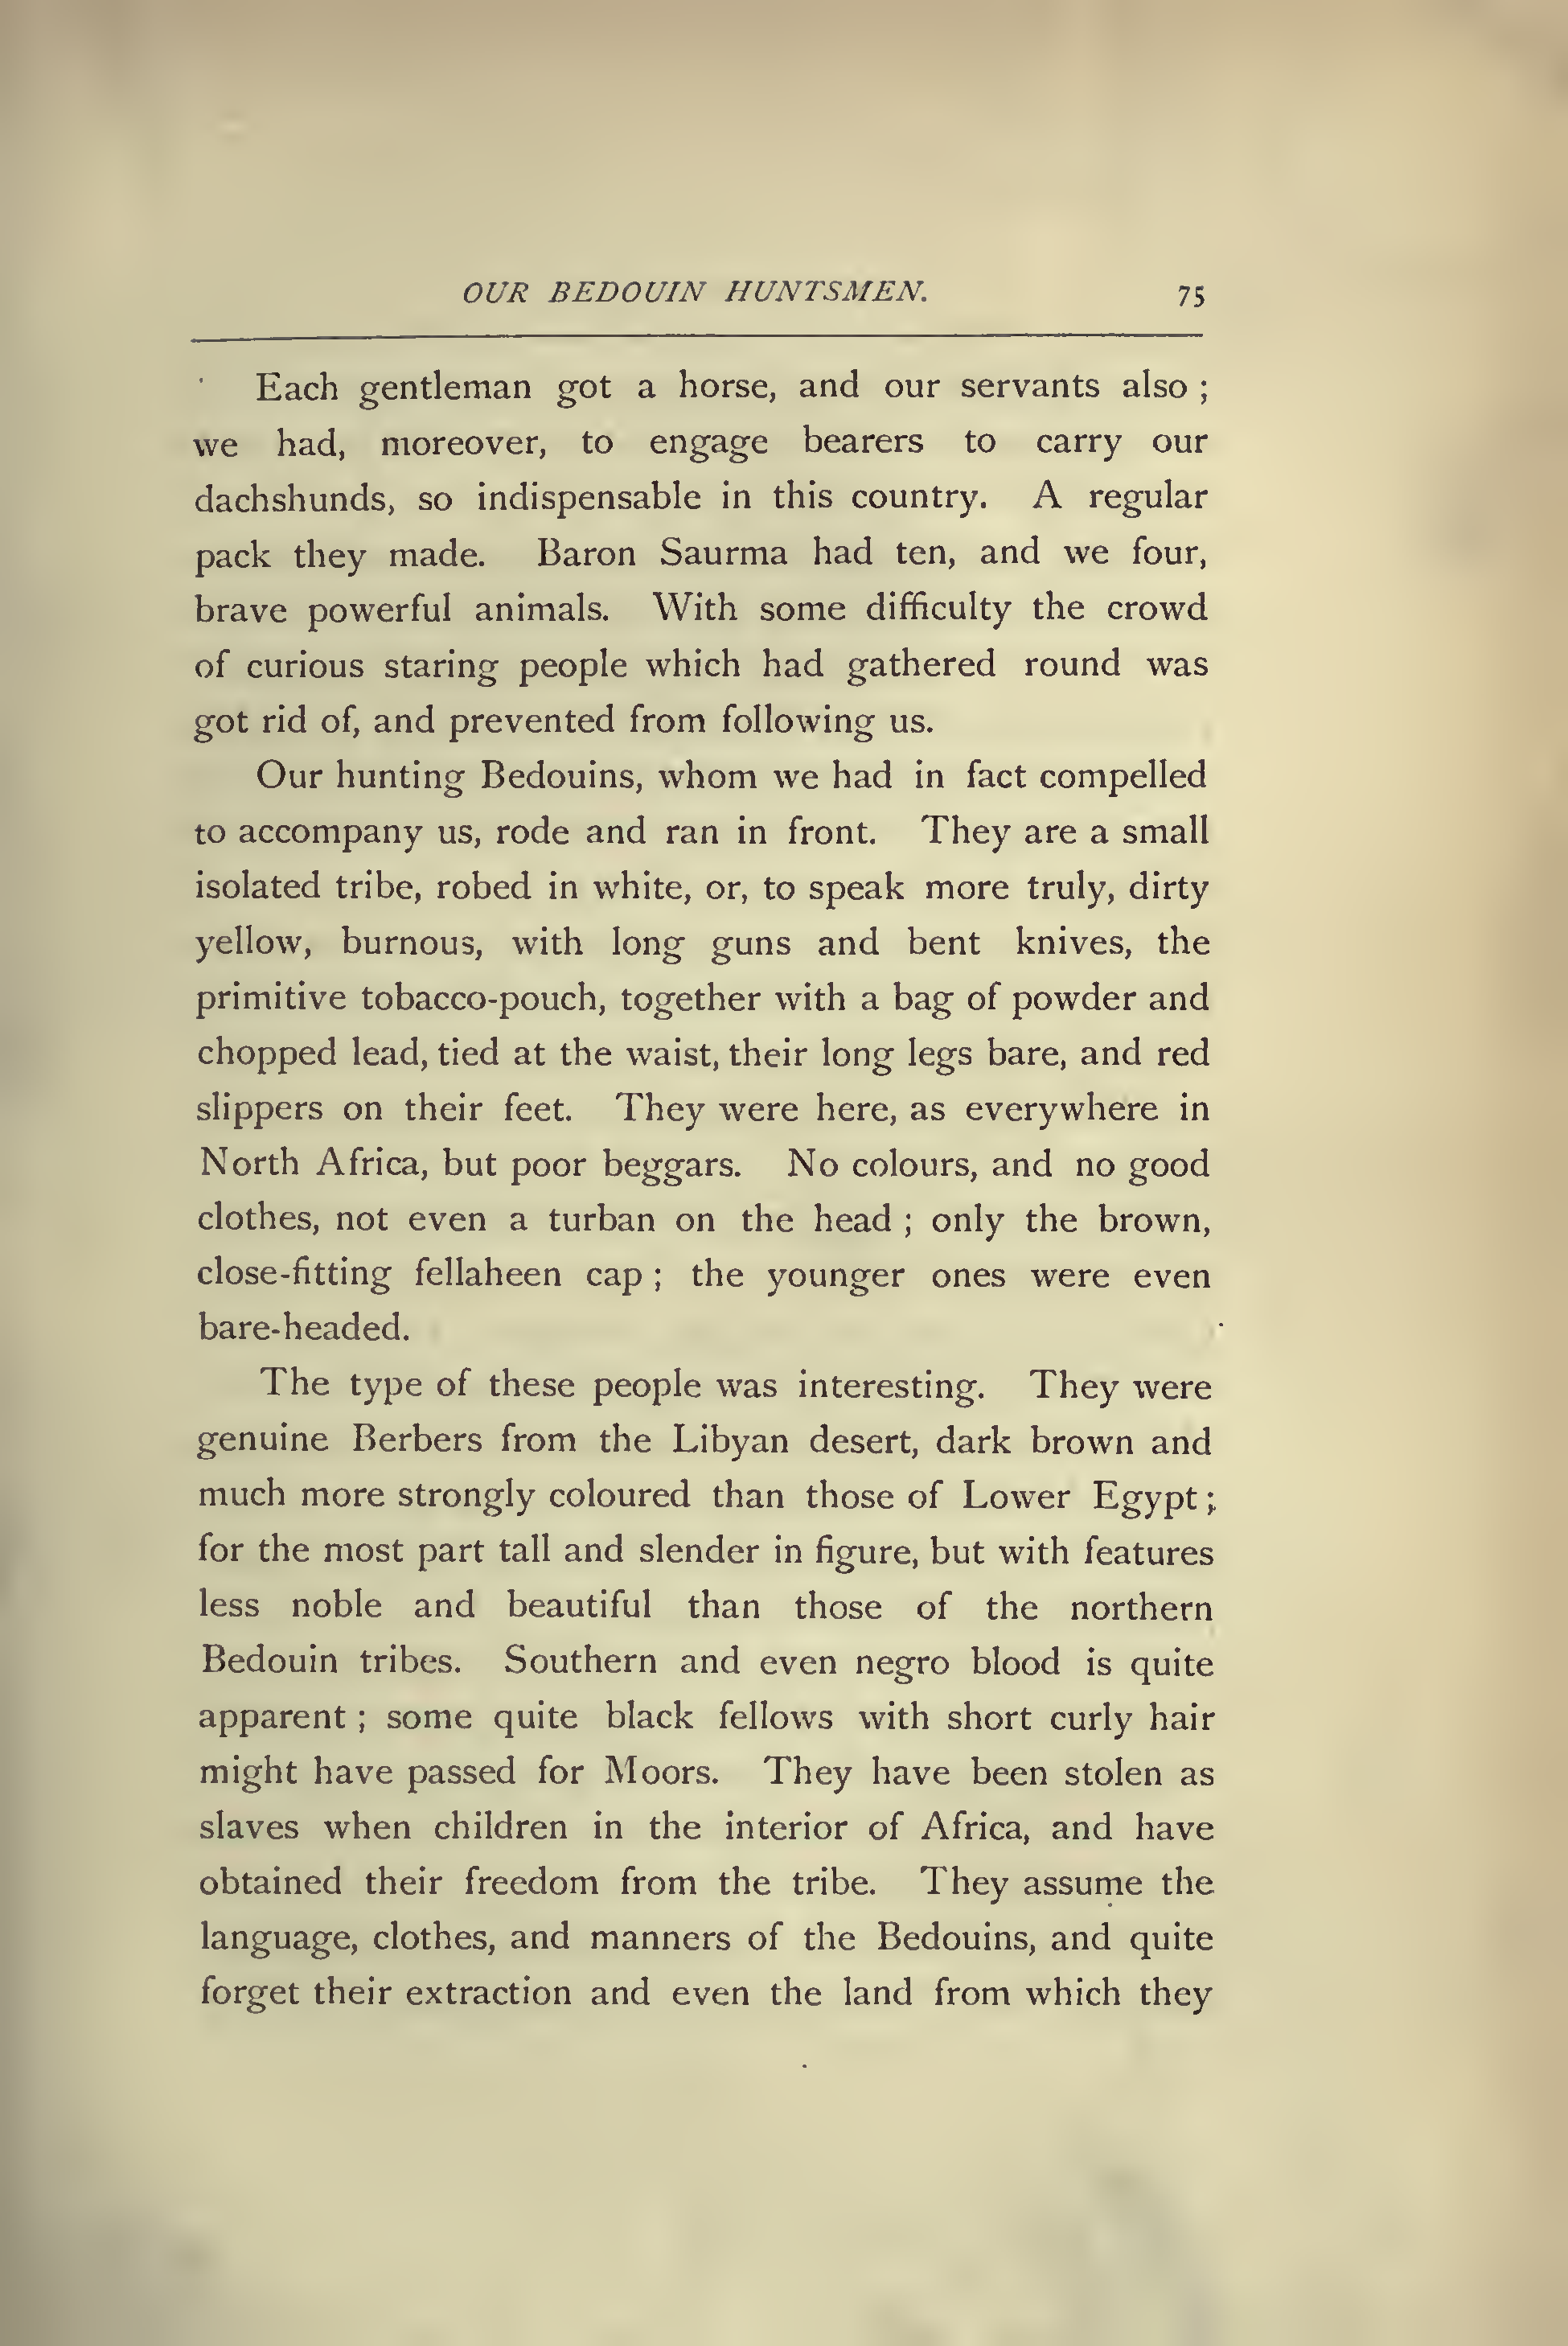 OUR BEDOUIN HUNTSMEN. 75
Each gentleman got a horse, and our servants also ;
we had, moreover, to engage bearers to carry our
dachshunds, so indispensable in this country. A regular
pack they made. Baron Saurma had ten, and we four,
brave powerful animals. With some difficulty the crowd
of curious staring people which had gathered round was
got rid of, and prevented from following us.
Our hunting Bedouins, whom we had in fact compelled
to accompany us, rode and ran in front. They are a small
isolated tribe, robed in white, or, to speak more truly, dirty
yellow, burnous, with long guns and bent knives, the
primitive tobacco-pouch, together with a bag of powder and
chopped lead, tied at the waist, their long legs bare, and red
slippers on their feet. They were here, as everywhere in
North Africa, but poor beggars. No colours, and no good
clothes, not even a turban on the head ; only the brown,
close-fitting fellaheen cap ; the younger ones were even
bare-headed.
The type of these people was interesting. They were
genuine Berbers from the Libyan desert, dark brown and
much more strongly coloured than those of Lower Egypt ;
for the most part tall and slender in figure, but with features
less noble and beautiful than those of the northern
Bedouin tribes. Southern and even negro blood is quite
apparent ; some quite black fellows with short curly hair
might have passed for Moors. They have been stolen as
slaves when children in the interior of Africa, and have
obtained their freedom from the tribe. They assume the
language, clothes, and manners of the Bedouins, and quite
forget their extraction and even the land from which they